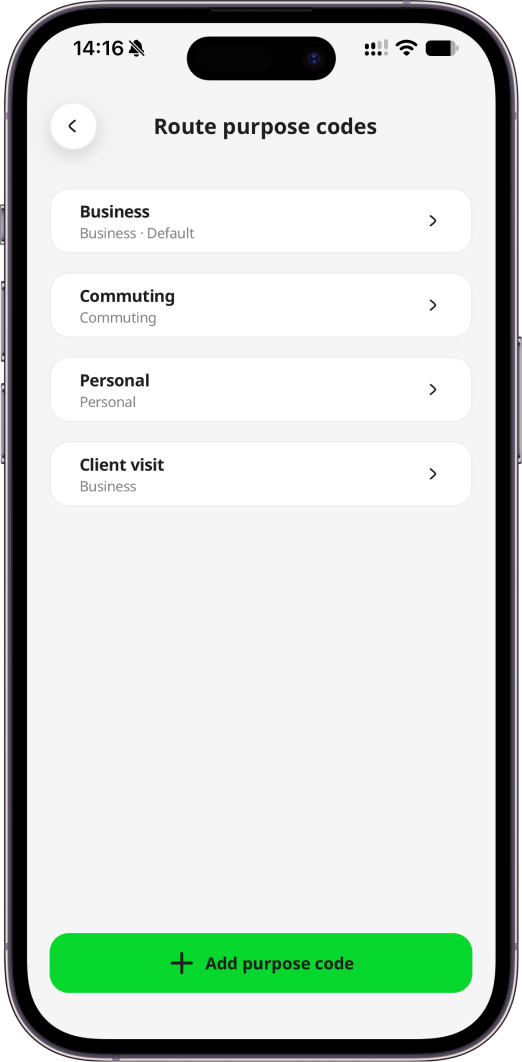 14:16
Route purpose codes
Business
Business · Default
Commuting
Commuting
Personal
Personal
Client visit
Business
Add purpose code